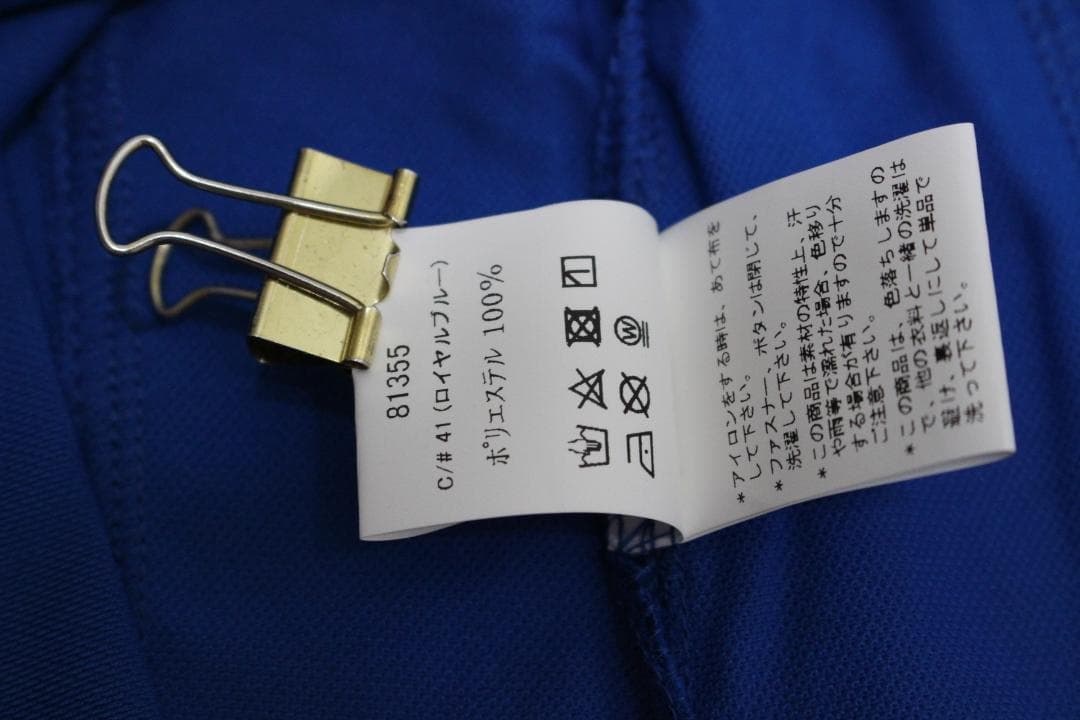 81355
C/# 41 (ロイヤルブルー)
ポリエステル 100%
W
*アイロンをする時は、あて布を
して下さい。
*ファスナー、ボタンは閉じて、
洗濯して下さい。
*この商品は素材の特性上、汗
や雨等で濡れた場合、色移り
する場合が有りますので十分
ご注意下さい。
*この商品は、色落ちしますの
で、他の衣料と一緒の洗濯は
避け、裏返しにして単品で
洗って下さい。